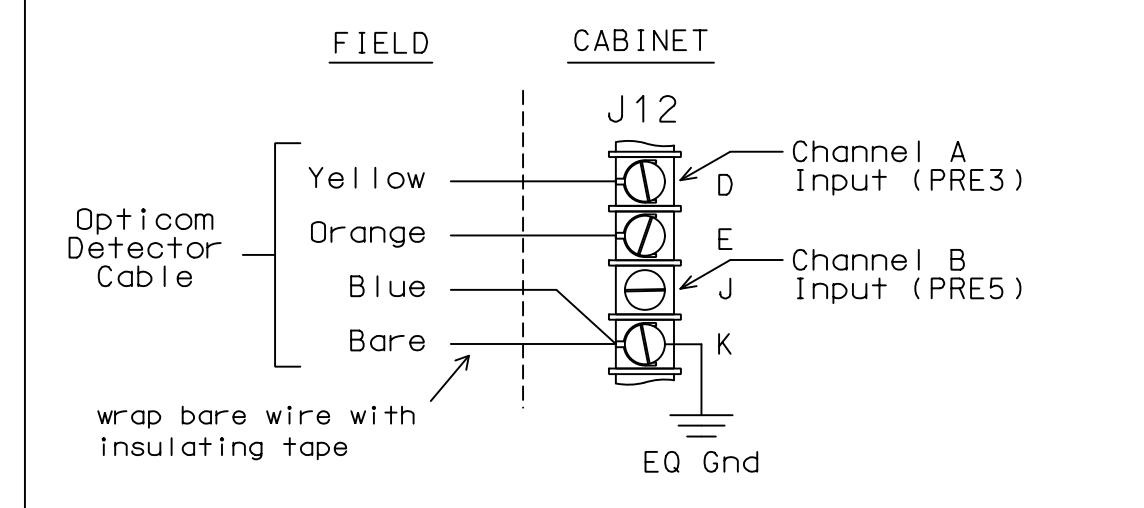 FIELD
CABINET
J12
Opticom
Detector
Cable
Yellow
Orange
Blue
Bare
D
E
J
K
Channel A
Input (PRE3)
Channel B
Input (PRE5)
wrap bare wire with
insulating tape
EQ Gnd